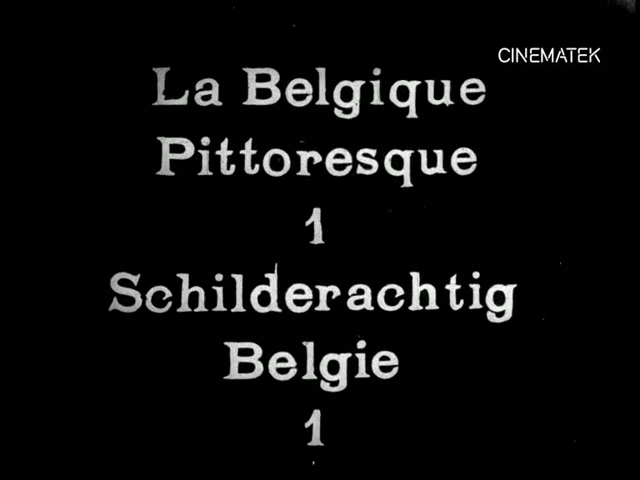 CINEMATEK
La Belgique
Pittoresque
1
Schilderachtig
Belgie
1